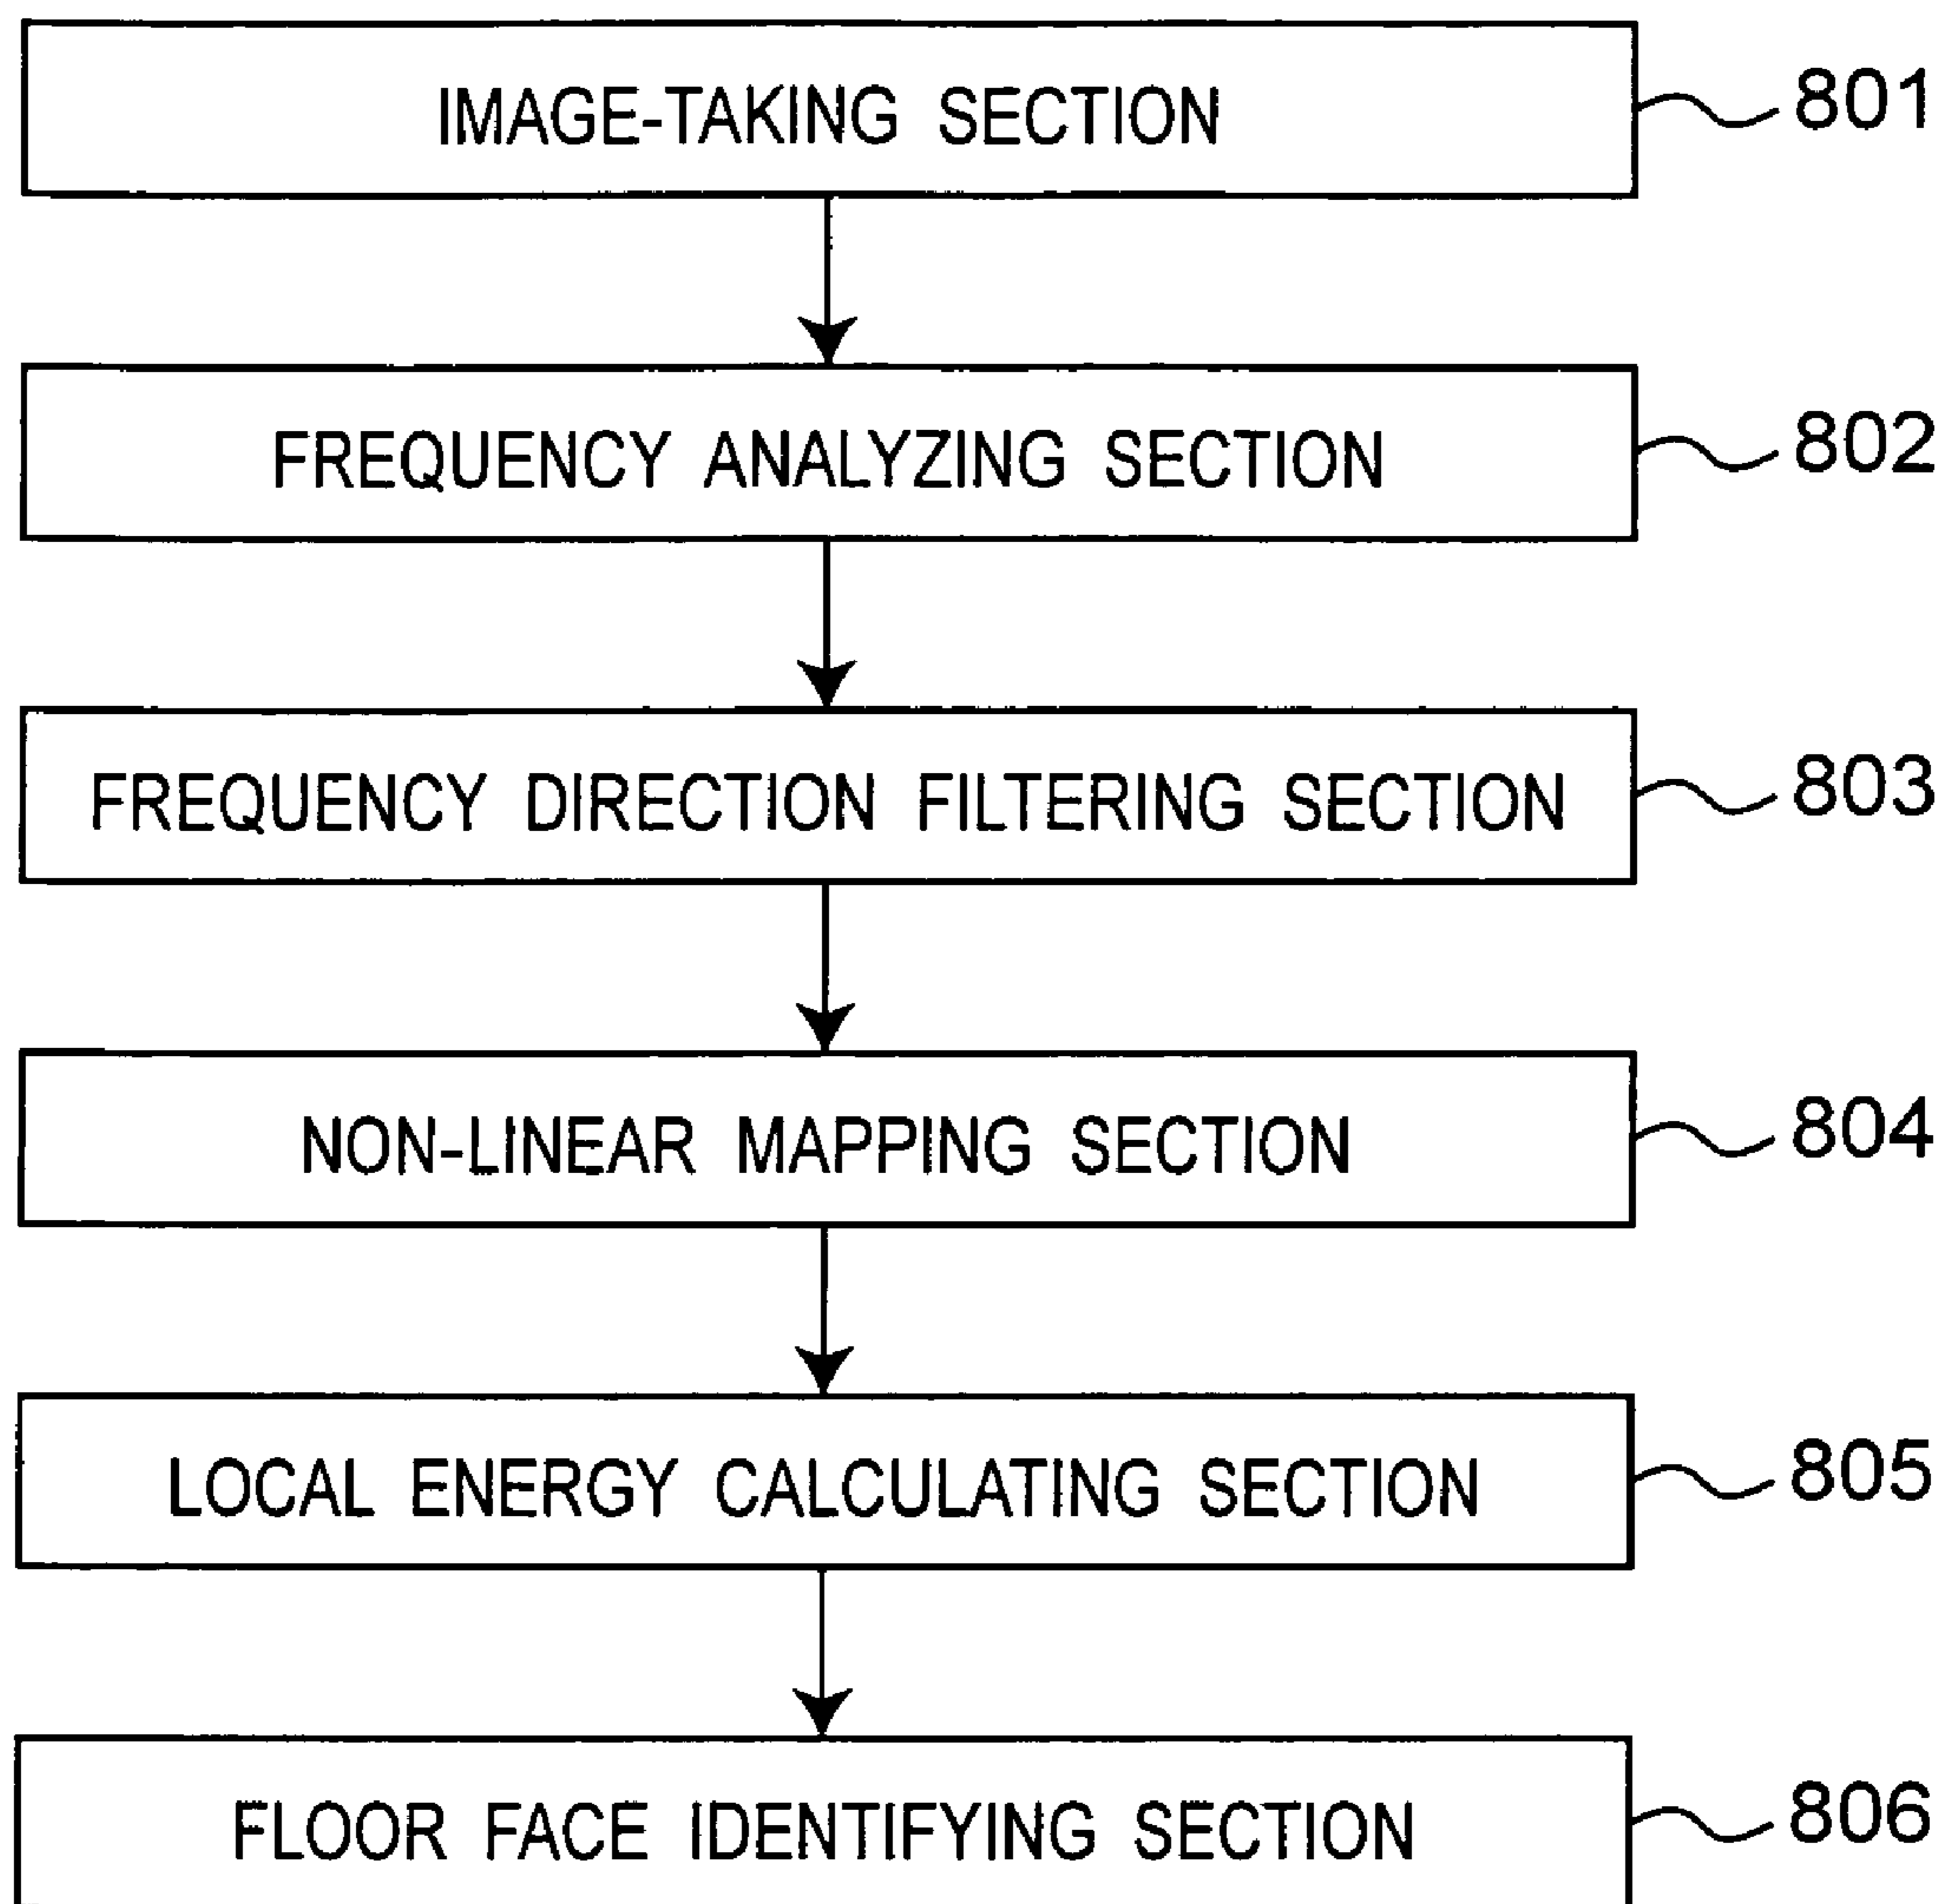 IMAGE-TAKING SECTION 801
FREQUENCY ANALYZING SECTION 802
FREQUENCY DIRECTION FILTERING SECTION 803
NON-LINEAR MAPPING SECTION 804
LOCAL ENERGY CALCULATING SECTION 805
FLOOR FACE IDENTIFYING SECTION 806